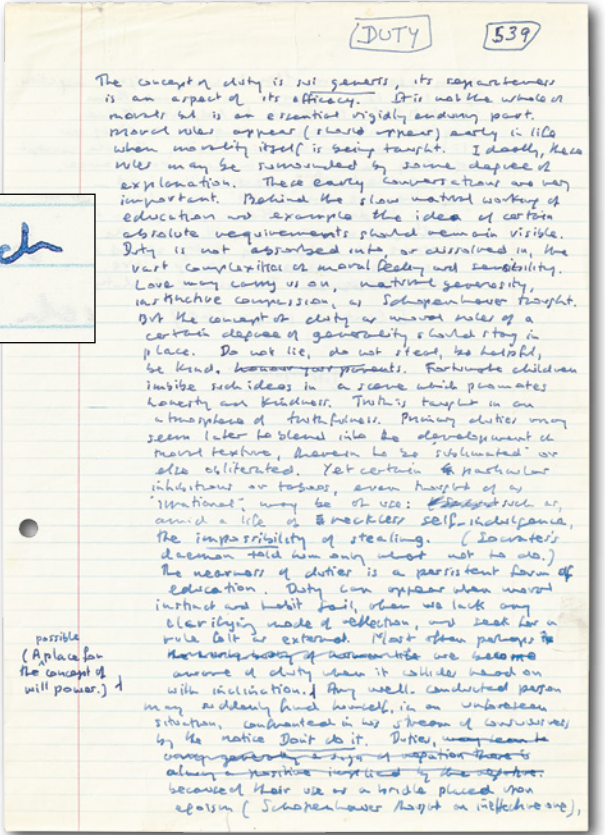 DUTY
539
The concept of duty is sui generis, its separateness
is an aspect of its efficacy. It is not the whole of
morals but is an essential rigidly enduring part.
Moral rules appear (should appear) early in life
when morality itself is being taught. Ideally, these
rules may be surrounded by some degree of
explanation. These early conversations are very
important. Behind the slow natural working of
education and example the idea of certain
absolute requirements should remain visible.
Duty is not absorbed into, or dissolved in, the
vast complexities of moral feeling and sensibility.
Love may carry us on, natural generosity,
instinctive compassion, as Schopenhauer thought.
But the concept of duty as moral rules of a
certain degree of generality should stay in
place. Do not lie, do not steal, be helpful,
be kind, honour your parents. Fortunate children
imbibe such ideas in a scene which promotes
honesty and kindness. Truth is taught in an
atmosphere of truthfulness. Primary duties may
seem later to blend into the development of
moral texture, therein to be 'sublimated' or
else obliterated. Yet certain particular
inhibitions or taboos, even thought of as
'irrational', may be of use: such as,
amid a life of reckless self-indulgence,
the impossibility of stealing. (Socrates's
daemon told him only what not to do.)
The nearness of duties is a persistent form of
education. Duty can appear when moral
instinct and habit fail, when we lack any
clarifying mode of reflection, and seek for a
rule felt as external. Most often perhaps
we become
aware of duty when it collides head on
with inclination. Any well-conducted person
may suddenly find himself, in an unforeseen
situation, confronted in his stream of consciousness
by the notice Don't do it. Duties, may seem to
always a positive implied by the negative.
because of their use as a bridle placed upon
egoism (Schopenhauer thought an ineffective one),
possible
(A place for
the concept of
will power.)
ch